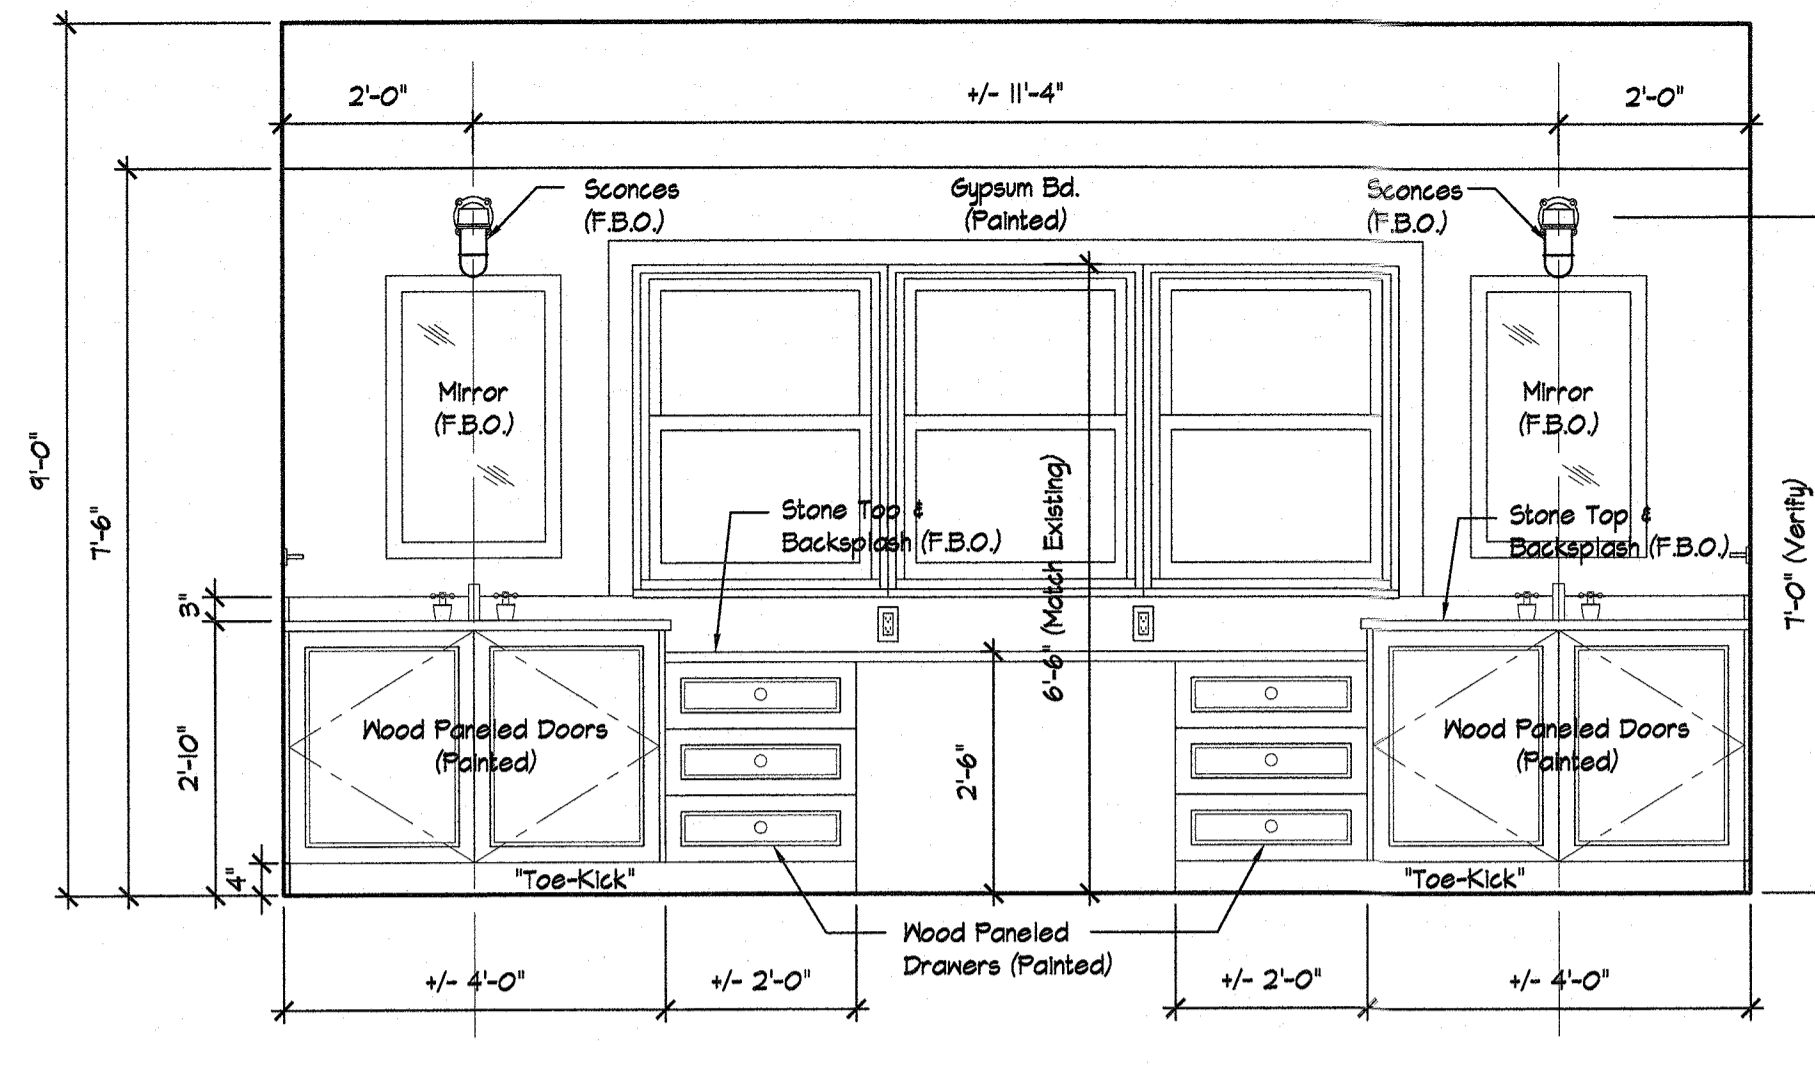 2'-0"
+/- 11'-4"
2'-0"
Sconces
(F.B.O.)
Gypsum Bd.
(Painted)
Sconces
(F.B.O.)
Mirror
(F.B.O.)
Mirror
(F.B.O.)
9'-0"
7'-6"
Stone Top &
Backsplash (F.B.O.)
6'-6" (Match Existing)
Stone Top &
Backsplash (F.B.O.)
7'-0" (Verify)
3"
2'-10"
Wood Paneled Doors
(Painted)
2'-6"
Wood Paneled Doors
(Painted)
4"
"Toe-Kick"
"Toe-Kick"
Wood Paneled
Drawers (Painted)
+/- 4'-0"
+/- 2'-0"
+/- 2'-0"
+/- 4'-0"